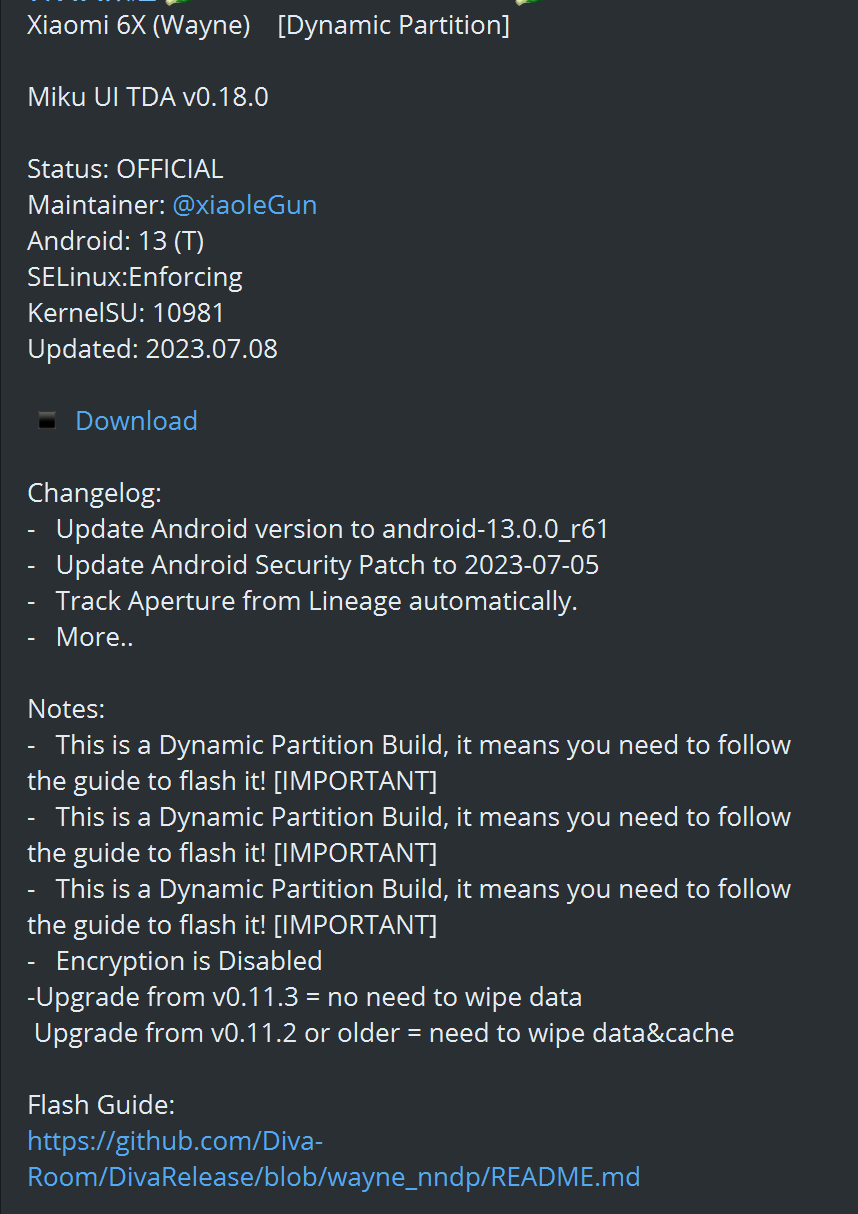 Xiaomi 6X (Wayne) [Dynamic Partition]
Miku UI TDA v0.18.0
Status: OFFICIAL
Maintainer: @xiaoleGun
Android: 13 (T)
SELinux:Enforcing
KernelSU: 10981
Updated: 2023.07.08
Download
Changelog:
- Update Android version to android-13.0.0_r61
- Update Android Security Patch to 2023-07-05
- Track Aperture from Lineage automatically.
- More..
Notes:
- This is a Dynamic Partition Build, it means you need to follow
the guide to flash it! [IMPORTANT]
- This is a Dynamic Partition Build, it means you need to follow
the guide to flash it! [IMPORTANT]
- This is a Dynamic Partition Build, it means you need to follow
the guide to flash it! [IMPORTANT]
- Encryption is Disabled
-Upgrade from v0.11.3 = no need to wipe data
Upgrade from v0.11.2 or older = need to wipe data&cache
Flash Guide:
https://github.com/Diva-
Room/DivaRelease/blob/wayne_nndp/README.md